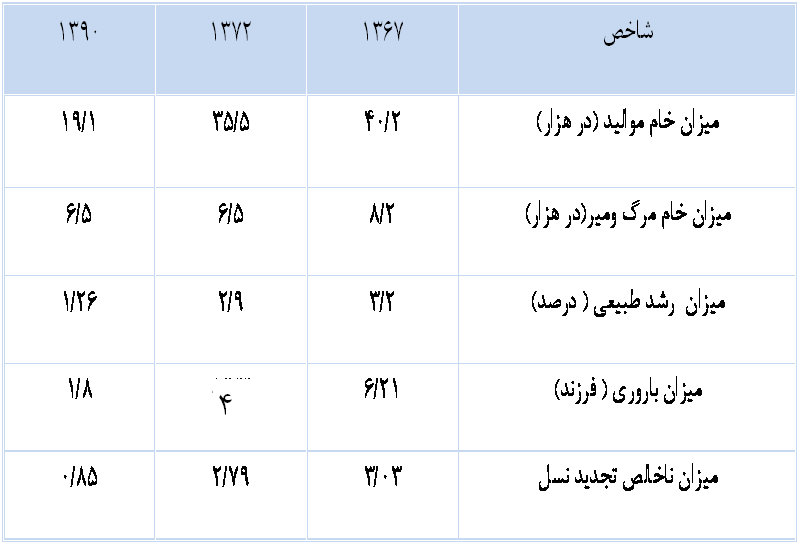 شاخص ۱۳۶۷ ۱۳۷۲ ۱۳۹۰
میزان خام موالید (در هزار) ۴۰/۲ ۳۵/۵ ۱۹/۱
میزان خام مرگ ومیر(در هزار) ۸/۲ ۶/۵ ۶/۵
میزان رشد طبیعی ( درصد) ۳/۲ ۲/۹ ۱/۲۶
میزان باروری ( فرزند) ۶/۲۱ ۴ ۱/۸
میزان ناخالص تجدید نسل ۳/۰۳ ۲/۷۹ ۰/۸۵